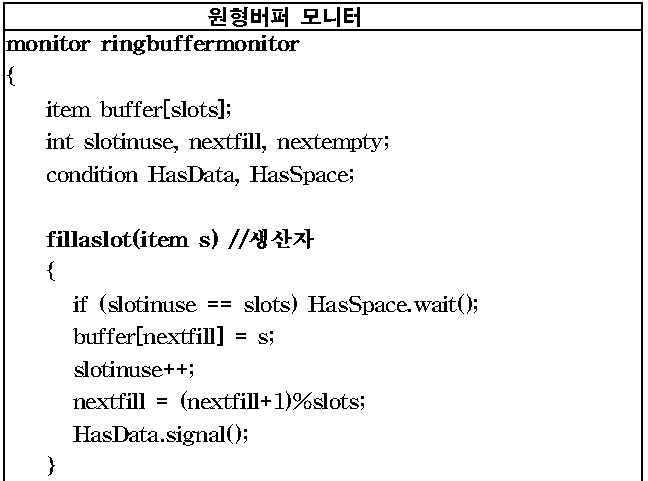 원형버퍼 모니터
monitor ringbuffermonitor
{
item buffer[slots];
int slotinuse, nextfill, nextempty;
condition HasData, HasSpace;
fillaslot(item s) //생산자
{
if (slotinuse == slots) HasSpace.wait();
buffer[nextfill] = s;
slotinuse++;
nextfill = (nextfill+1)%slots;
HasData.signal();
}